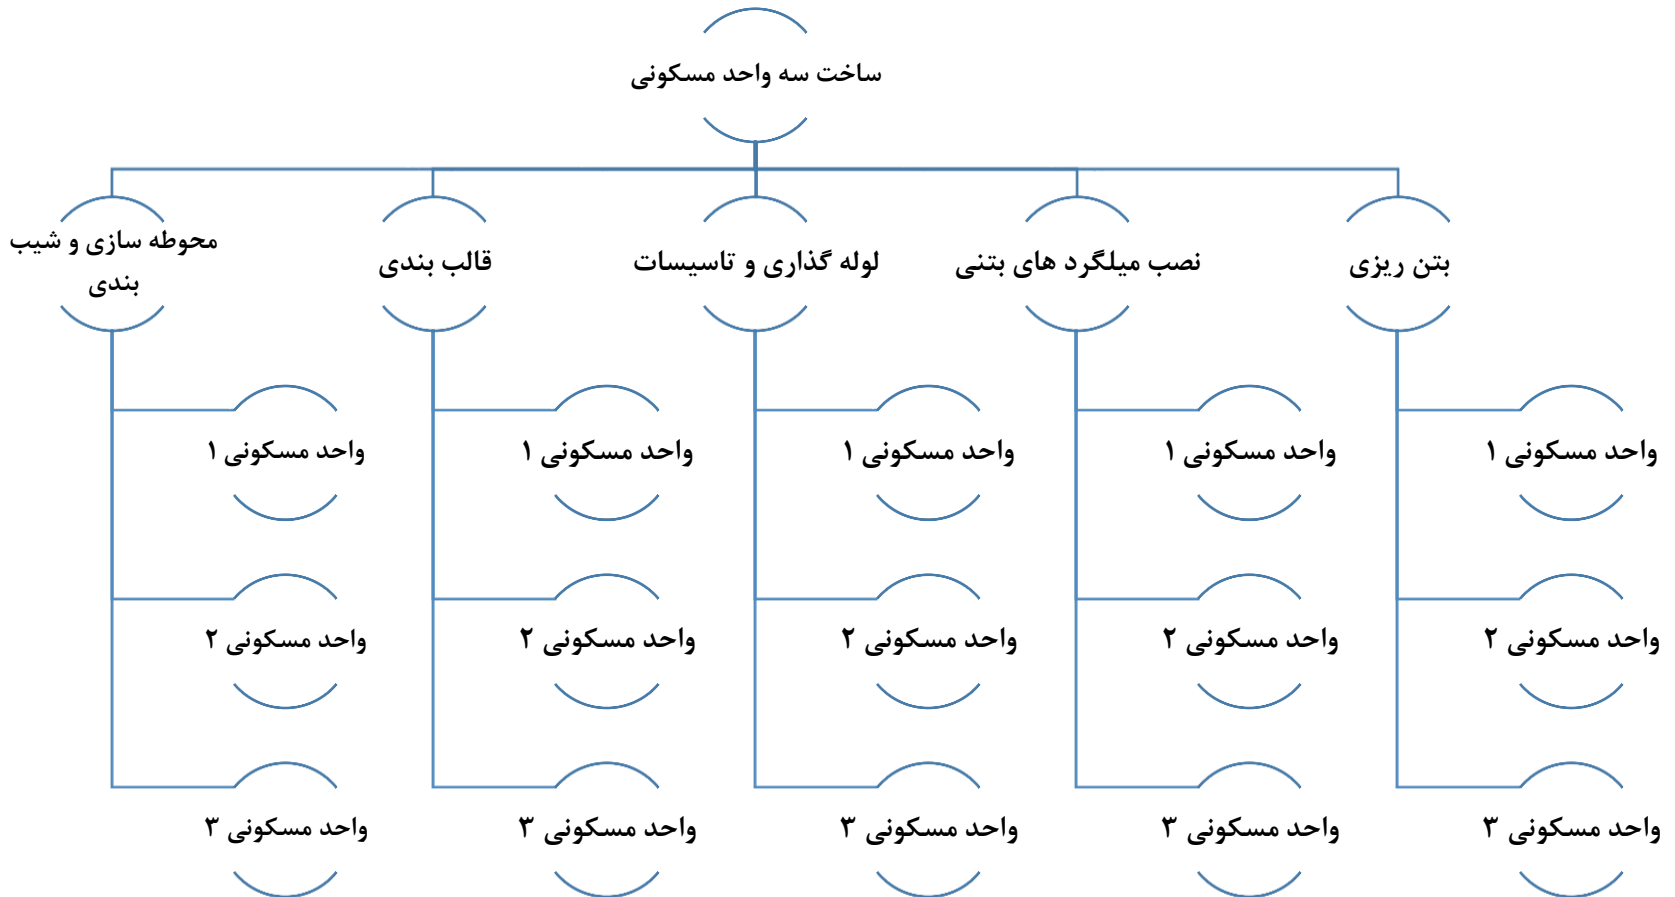 ساخت سه واحد مسکونی
بتن ریزی
نصب میلگرد های بتنی
لوله گذاری و تاسیسات
قالب بندی
محوطه سازی و شیب
بندی
واحد مسکونی ۱
واحد مسکونی ۱
واحد مسکونی ۱
واحد مسکونی ۱
واحد مسکونی ۱
واحد مسکونی ۲
واحد مسکونی ۲
واحد مسکونی ۲
واحد مسکونی ۲
واحد مسکونی ۲
واحد مسکونی ۳
واحد مسکونی ۳
واحد مسکونی ۳
واحد مسکونی ۳
واحد مسکونی ۳